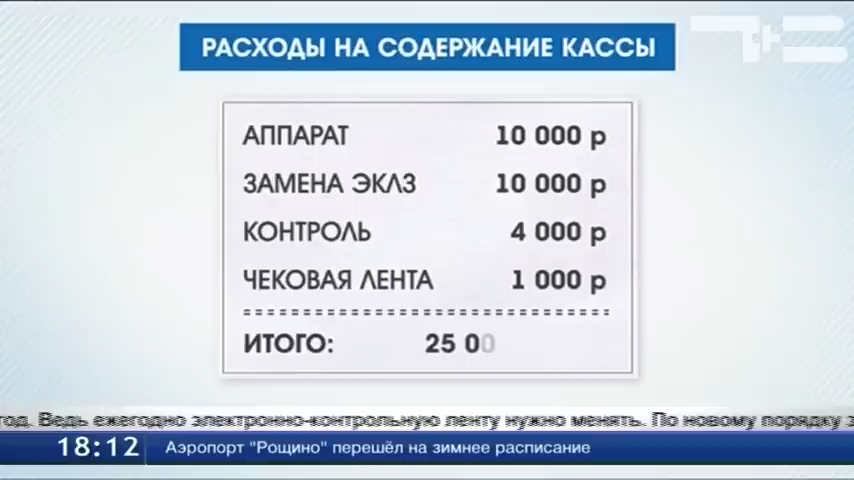 РАСХОДЫ НА СОДЕРЖАНИЕ КАССЫ
АППАРАТ 10 000 р
ЗАМЕНА ЭКЛЗ 10 000 р
КОНТРОЛЬ 4 000 р
ЧЕКОВАЯ ЛЕНТА 1 000 р
ИТОГО: 25 00
год. Ведь ежегодно электронно-контрольную ленту нужно менять. По новому порядку з
18:12 Аэропорт "Рощино" перешёл на зимнее расписание